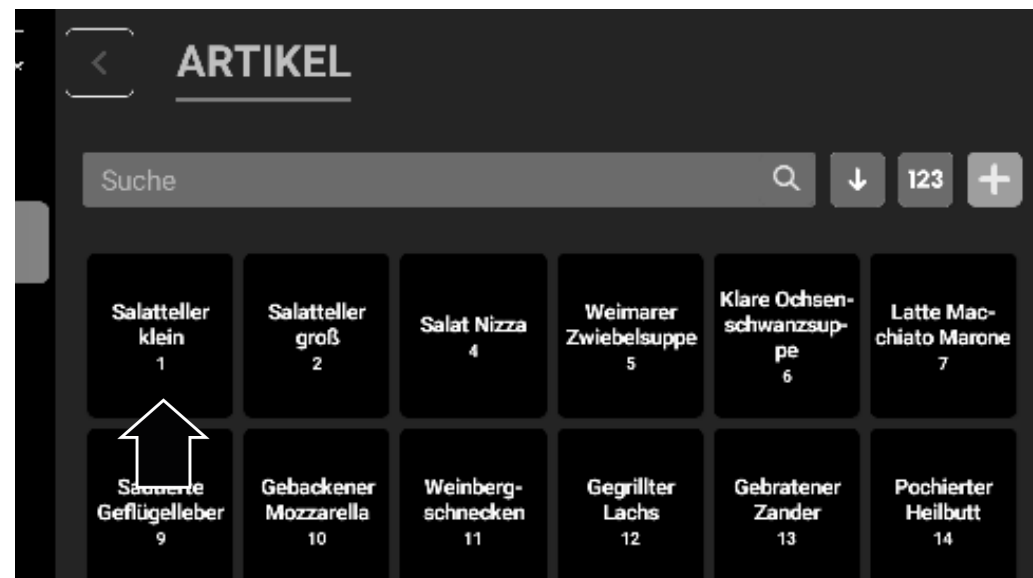 ARTIKEL
Suche
123
Salatteller
klein
1
Salatteller
groß
2
Salat Nizza
4
Weimarer
Zwiebelsuppe
5
Klare Ochsen-
schwanzsup-
pe
6
Latte Mac-
chiato Marone
7
Geflügelleber
9
Gebackener
Mozzarella
10
Weinberg-
schnecken
11
Gegrillter
Lachs
12
Gebratener
Zander
13
Pochierter
Heilbutt
14